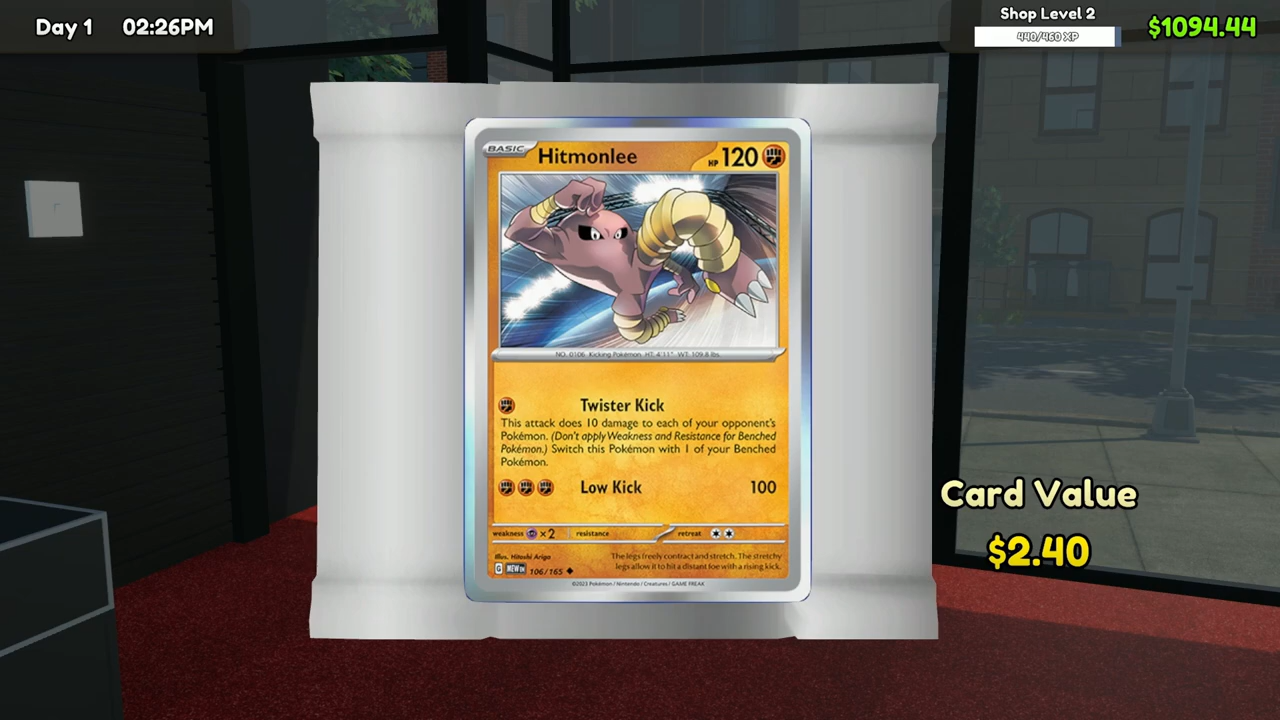 Day 1 02:26PM
Shop Level 2
440/460 XP
$1094.44
BASIC
Hitmonlee
HP 120
NO. 0106 Kicking Pokémon HT: 4'11" WT: 109.8 lbs
Twister Kick
This attack does 10 damage to each of your opponent's
Pokémon. (Don't apply Weakness and Resistance for Benched
Pokémon.) Switch this Pokémon with 1 of your Benched
Pokémon.
Low Kick 100
weakness ×2 resistance retreat
Illus. Hitoshi Ariga
The legs freely contract and stretch. The stretchy
legs allow it to hit a distant foe with a rising kick.
G MEW EN 106/165
©2023 Pokémon / Nintendo / Creatures / GAME FREAK
Card Value
$2.40